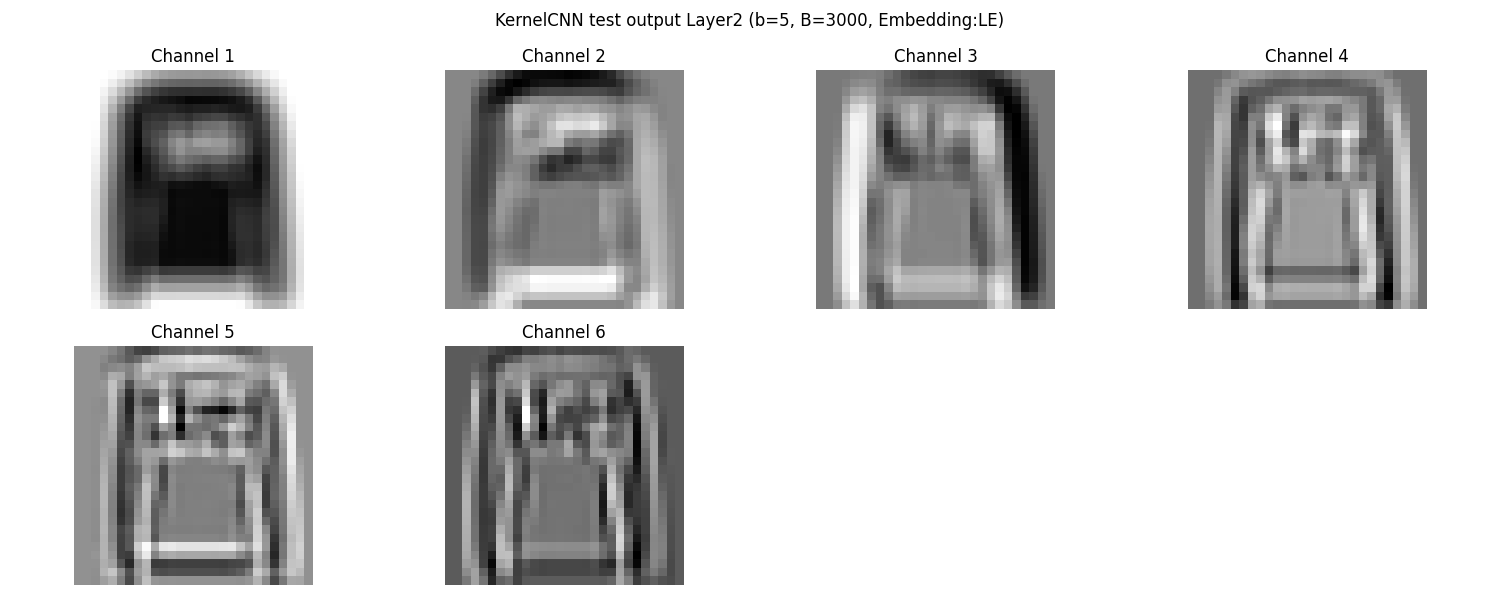 KernelCNN test output Layer2 (b=5, B=3000, Embedding:LE)
Channel 1
Channel 2
Channel 3
Channel 4
Channel 5
Channel 6